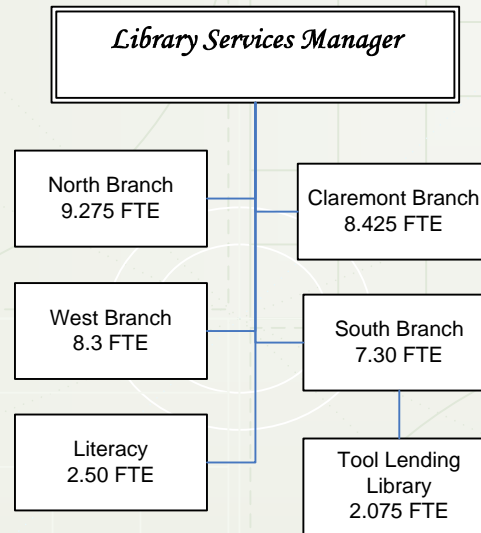 Library Services Manager
North Branch
9.275 FTE
Claremont Branch
8.425 FTE
West Branch
8.3 FTE
South Branch
7.30 FTE
Literacy
2.50 FTE
Tool Lending
Library
2.075 FTE